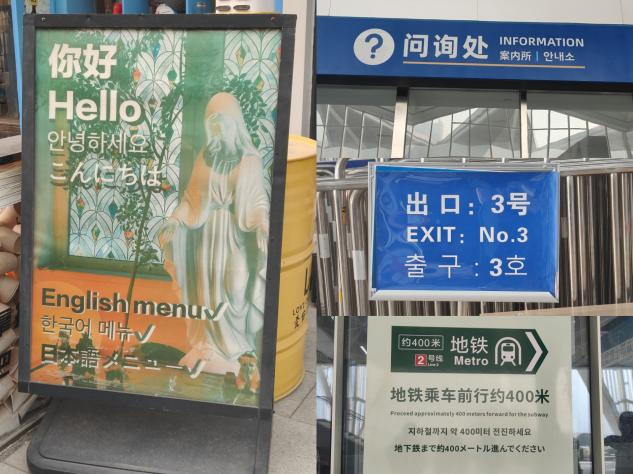 你好
Hello
안녕하세요
こんにちは
English menu✓
한국어 메뉴✓
日本語メニュー✓
? 问询处 INFORMATION
案内所 | 안내소
出口：3号
EXIT：No.3
출구 : 3호
约400米 地铁
2号线 Metro
Line 2
地铁乘车前行约400米
Proceed approximately 400 meters forward for the subway
지하철까지 약 400미터 전진하세요
地下鉄まで約400メートル進んでください